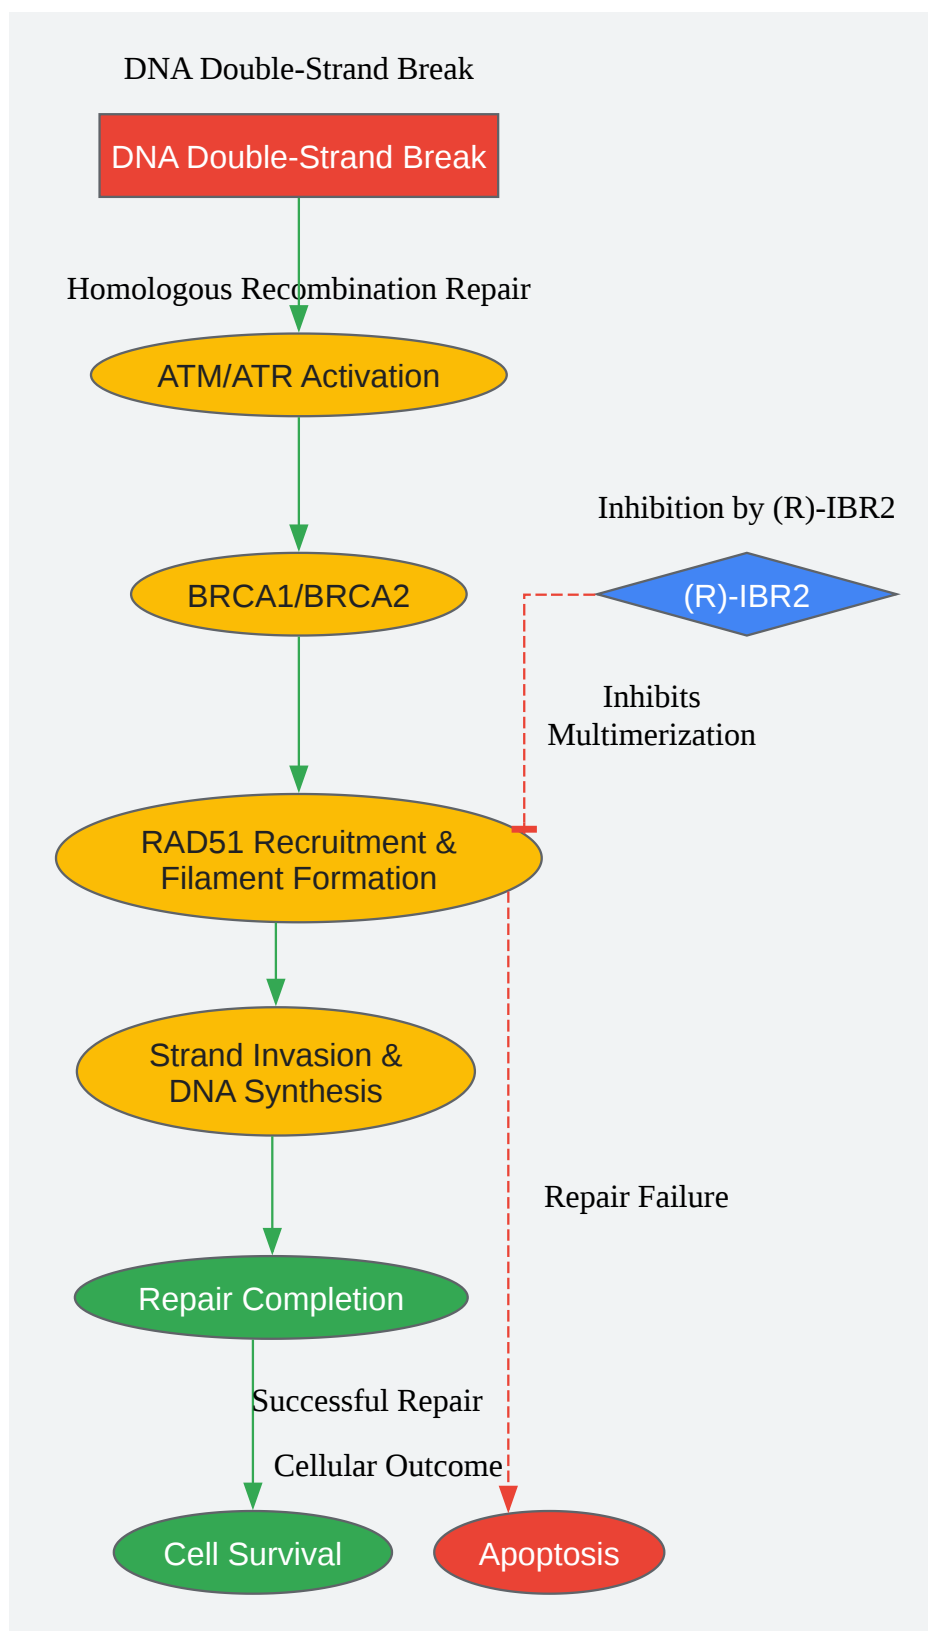 DNA Double-Strand Break
DNA Double-Strand Break
Homologous Recombination Repair
ATM/ATR Activation
Inhibition by (R)-IBR2
BRCA1/BRCA2
(R)-IBR2
Inhibits
Multimerization
RAD51 Recruitment &
Filament Formation
Strand Invasion &
DNA Synthesis
Repair Failure
Repair Completion
Successful Repair
Cellular Outcome
Cell Survival
Apoptosis